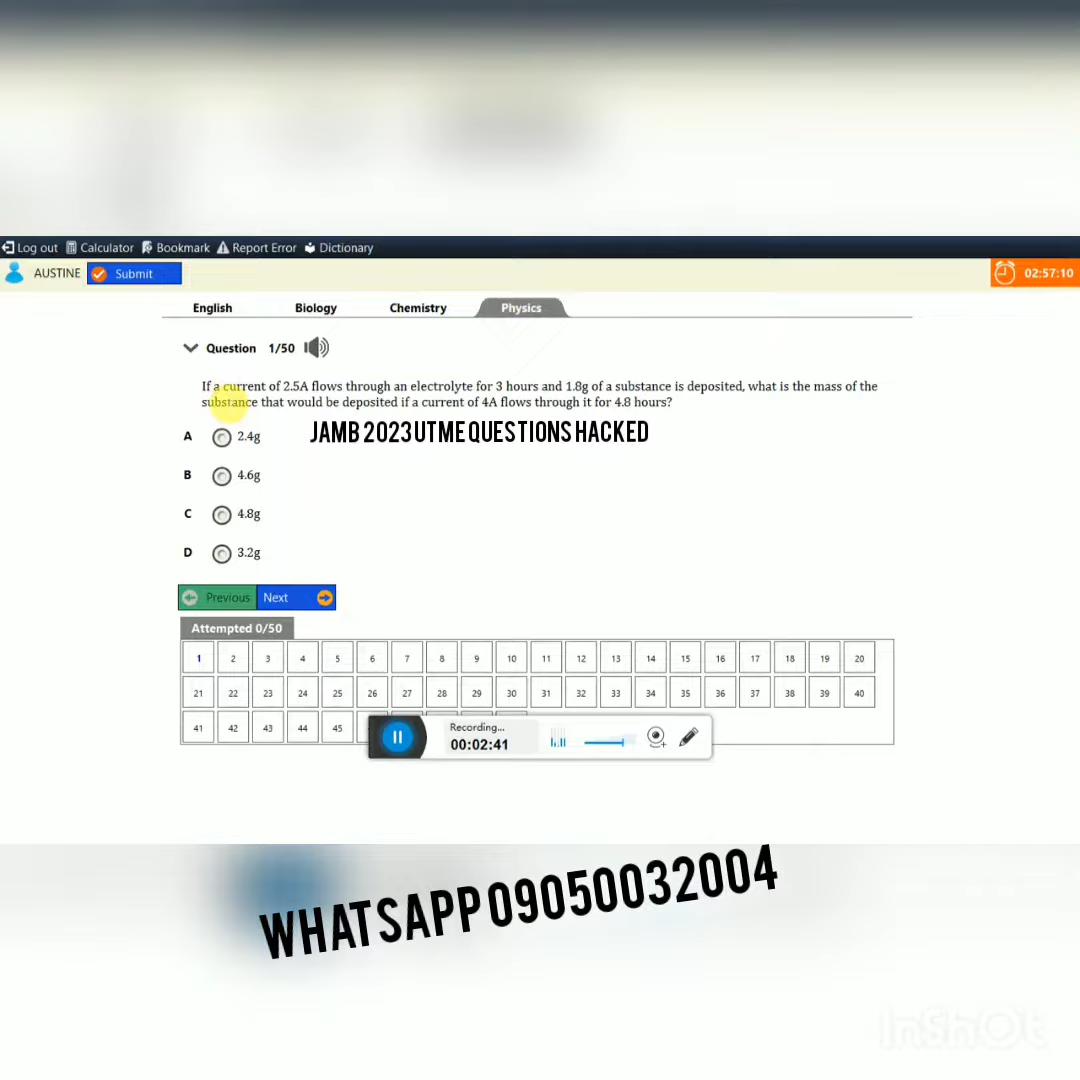 Log out Calculator Bookmark Report Error Dictionary
AUSTINE Submit 02:57:10
English Biology Chemistry Physics
Question 1/50
If a current of 2.5A flows through an electrolyte for 3 hours and 1.8g of a substance is deposited, what is the mass of the
substance that would be deposited if a current of 4A flows through it for 4.8 hours?
JAMB 2023 UTME QUESTIONS HACKED
A 2.4g
B 4.6g
C 4.8g
D 3.2g
Previous Next
Attempted 0/50
1 2 3 4 5 6 7 8 9 10 11 12 13 14 15 16 17 18 19 20
21 22 23 24 25 26 27 28 29 30 31 32 33 34 35 36 37 38 39 40
41 42 43 44 45
Recording...
00:02:41
WHATSAPP 09050032004
InShOt